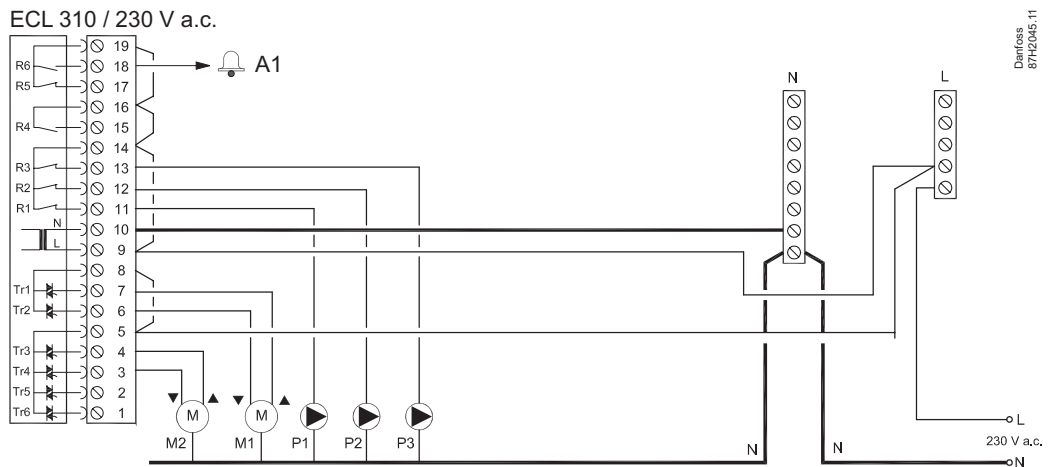 ECL 310 / 230 V a.c.
Danfoss
87H2045.11
19
R6 18 A1
R5 17
16
R4 15
14
R3 13
R2 12
R1 11
N 10
L 9
8
Tr1 7
Tr2 6
5
Tr3 4
Tr4 3
Tr5 2
Tr6 1
N
L
M M
M2 M1 P1 P2 P3
N N
L
230 V a.c.
N